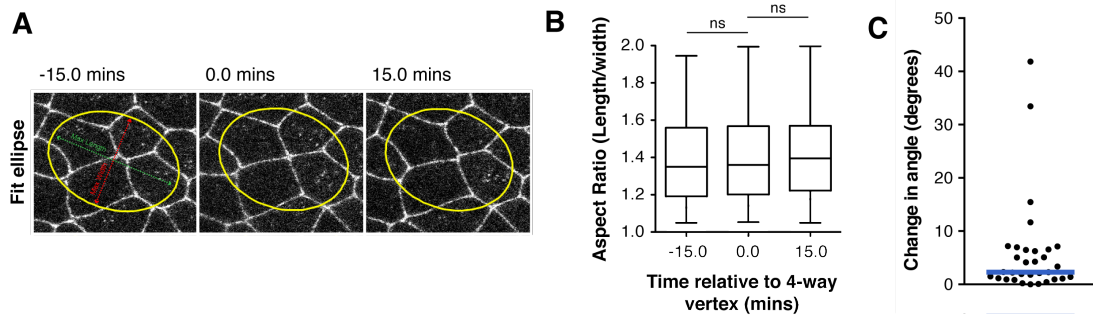 A
-15.0 mins
0.0 mins
15.0 mins
Fit ellipse
Max Length
B
ns
ns
Aspect Ratio (Length/width)
2.0
1.8
1.6
1.4
1.2
1.0
-15.0
0.0
15.0
Time relative to 4-way
vertex (mins)
C
Change in angle (degrees)
50
40
30
20
10
0